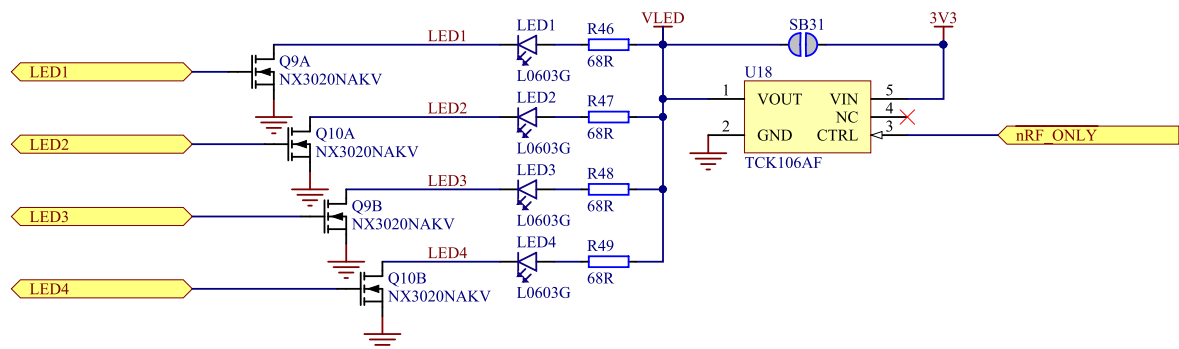 LED1
Q9A
NX3020NAKV
LED1
LED1
L0603G
R46
68R
VLED
SB31
3V3
LED2
Q10A
NX3020NAKV
LED2
LED2
L0603G
R47
68R
U18
1 VOUT VIN 5
NC 4
2 GND CTRL 3
TCK106AF
nRF_ONLY
LED3
Q9B
NX3020NAKV
LED3
LED3
L0603G
R48
68R
LED4
Q10B
NX3020NAKV
LED4
LED4
L0603G
R49
68R